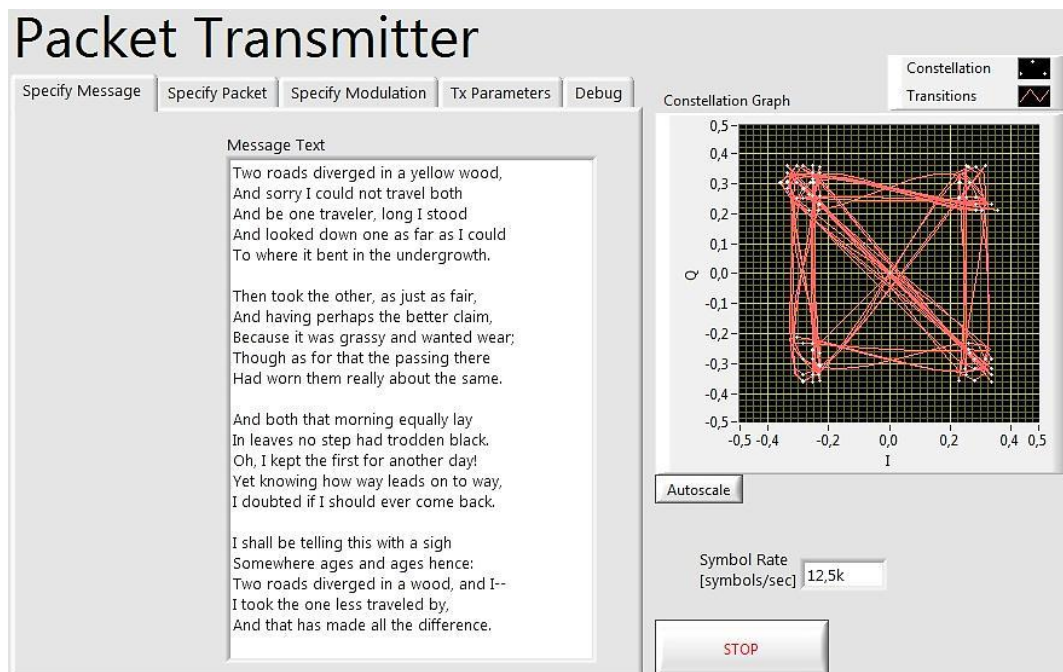 Packet Transmitter
Specify Message
Specify Packet
Specify Modulation
Tx Parameters
Debug
Message Text
Two roads diverged in a yellow wood,
And sorry I could not travel both
And be one traveler, long I stood
And looked down one as far as I could
To where it bent in the undergrowth.
Then took the other, as just as fair,
And having perhaps the better claim,
Because it was grassy and wanted wear;
Though as for that the passing there
Had worn them really about the same.
And both that morning equally lay
In leaves no step had trodden black.
Oh, I kept the first for another day!
Yet knowing how way leads on to way,
I doubted if I should ever come back.
I shall be telling this with a sigh
Somewhere ages and ages hence:
Two roads diverged in a wood, and I--
I took the one less traveled by,
And that has made all the difference.
Constellation
Transitions
Constellation Graph
0,5
0,4
0,3
0,2
0,1
0,0
-0,1
-0,2
-0,3
-0,4
-0,5
Q
-0,5 -0,4 -0,2 0,0 0,2 0,4 0,5
I
Autoscale
Symbol Rate
[symbols/sec] 12,5k
STOP